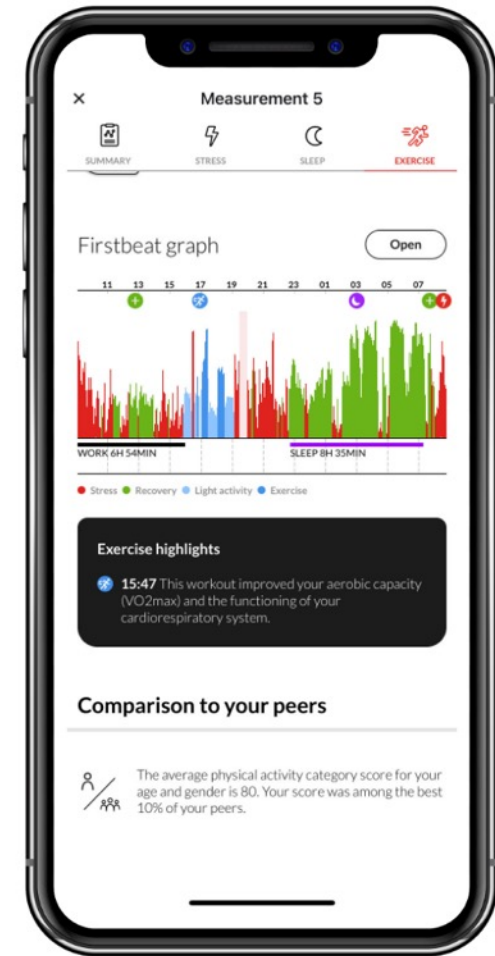 Measurement 5
SUMMARY STRESS SLEEP EXERCISE
Firstbeat graph Open
11 13 15 17 19 21 23 01 03 05 07
WORK 6H 54MIN SLEEP 8H 35MIN
Stress Recovery Light activity Exercise
Exercise highlights
15:47 This workout improved your aerobic capacity
(VO2max) and the functioning of your
cardiorespiratory system.
Comparison to your peers
The average physical activity category score for your
age and gender is 80. Your score was among the best
10% of your peers.